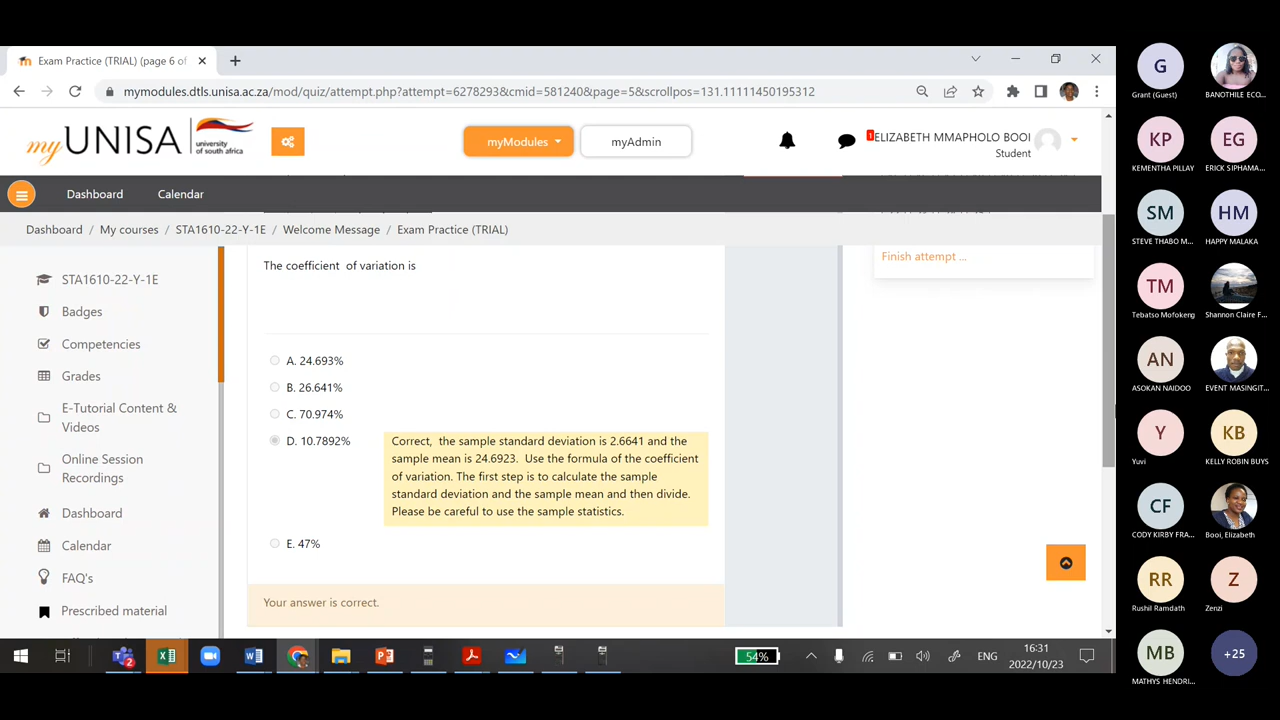 Exam Practice (TRIAL) (page 6 of
mymodules.dtls.unisa.ac.za/mod/quiz/attempt.php?attempt=6278293&cmid=581240&page=5&scrollpos=131.11111450195312
myUNISA
university
of south africa
myModules
myAdmin
1
ELIZABETH MMAPHOLO BOOI
Student
Dashboard
Calendar
Dashboard / My courses / STA1610-22-Y-1E / Welcome Message / Exam Practice (TRIAL)
STA1610-22-Y-1E
Badges
Competencies
Grades
E-Tutorial Content &
Videos
Online Session
Recordings
Dashboard
Calendar
FAQ's
Prescribed material
The coefficient of variation is
A. 24.693%
B. 26.641%
C. 70.974%
D. 10.7892%
Correct, the sample standard deviation is 2.6641 and the
sample mean is 24.6923. Use the formula of the coefficient
of variation. The first step is to calculate the sample
standard deviation and the sample mean and then divide.
Please be careful to use the sample statistics.
E. 47%
Your answer is correct.
Finish attempt ...
G
Grant (Guest)
BANOTHILE ECO...
KP
KEMENTHA PILLAY
EG
ERICK SIPHAMA...
SM
STEVE THABO M...
HM
HAPPY MALAKA
TM
Tebatso Mofokeng
Shannon Claire F...
AN
ASOKAN NAIDOO
EVENT MASINGIT...
Y
Yuvi
KB
KELLY ROBIN BUYS
CF
CODY KIRBY FRA...
Booi, Elizabeth
RR
Rushil Ramdath
Z
Zenzi
MB
MATHYS HENDRI...
+25
2
54%
ENG
16:31
2022/10/23